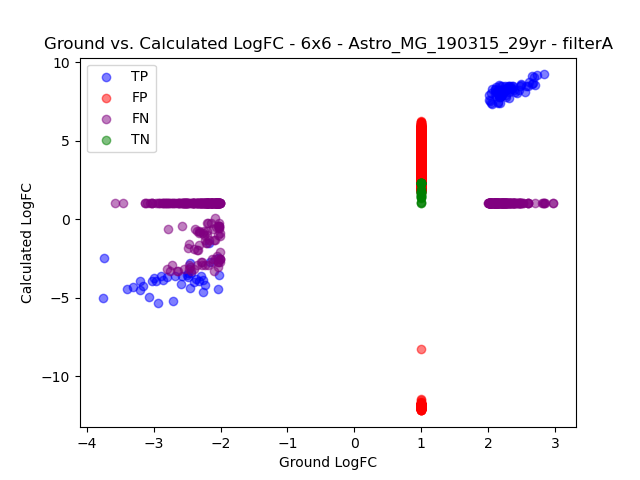 Ground vs. Calculated LogFC - 6x6 - Astro_MG_190315_29yr - filterA
TP
FP
FN
TN
10
5
0
−5
−10
Calculated LogFC
−4
−3
−2
−1
0
1
2
3
Ground LogFC